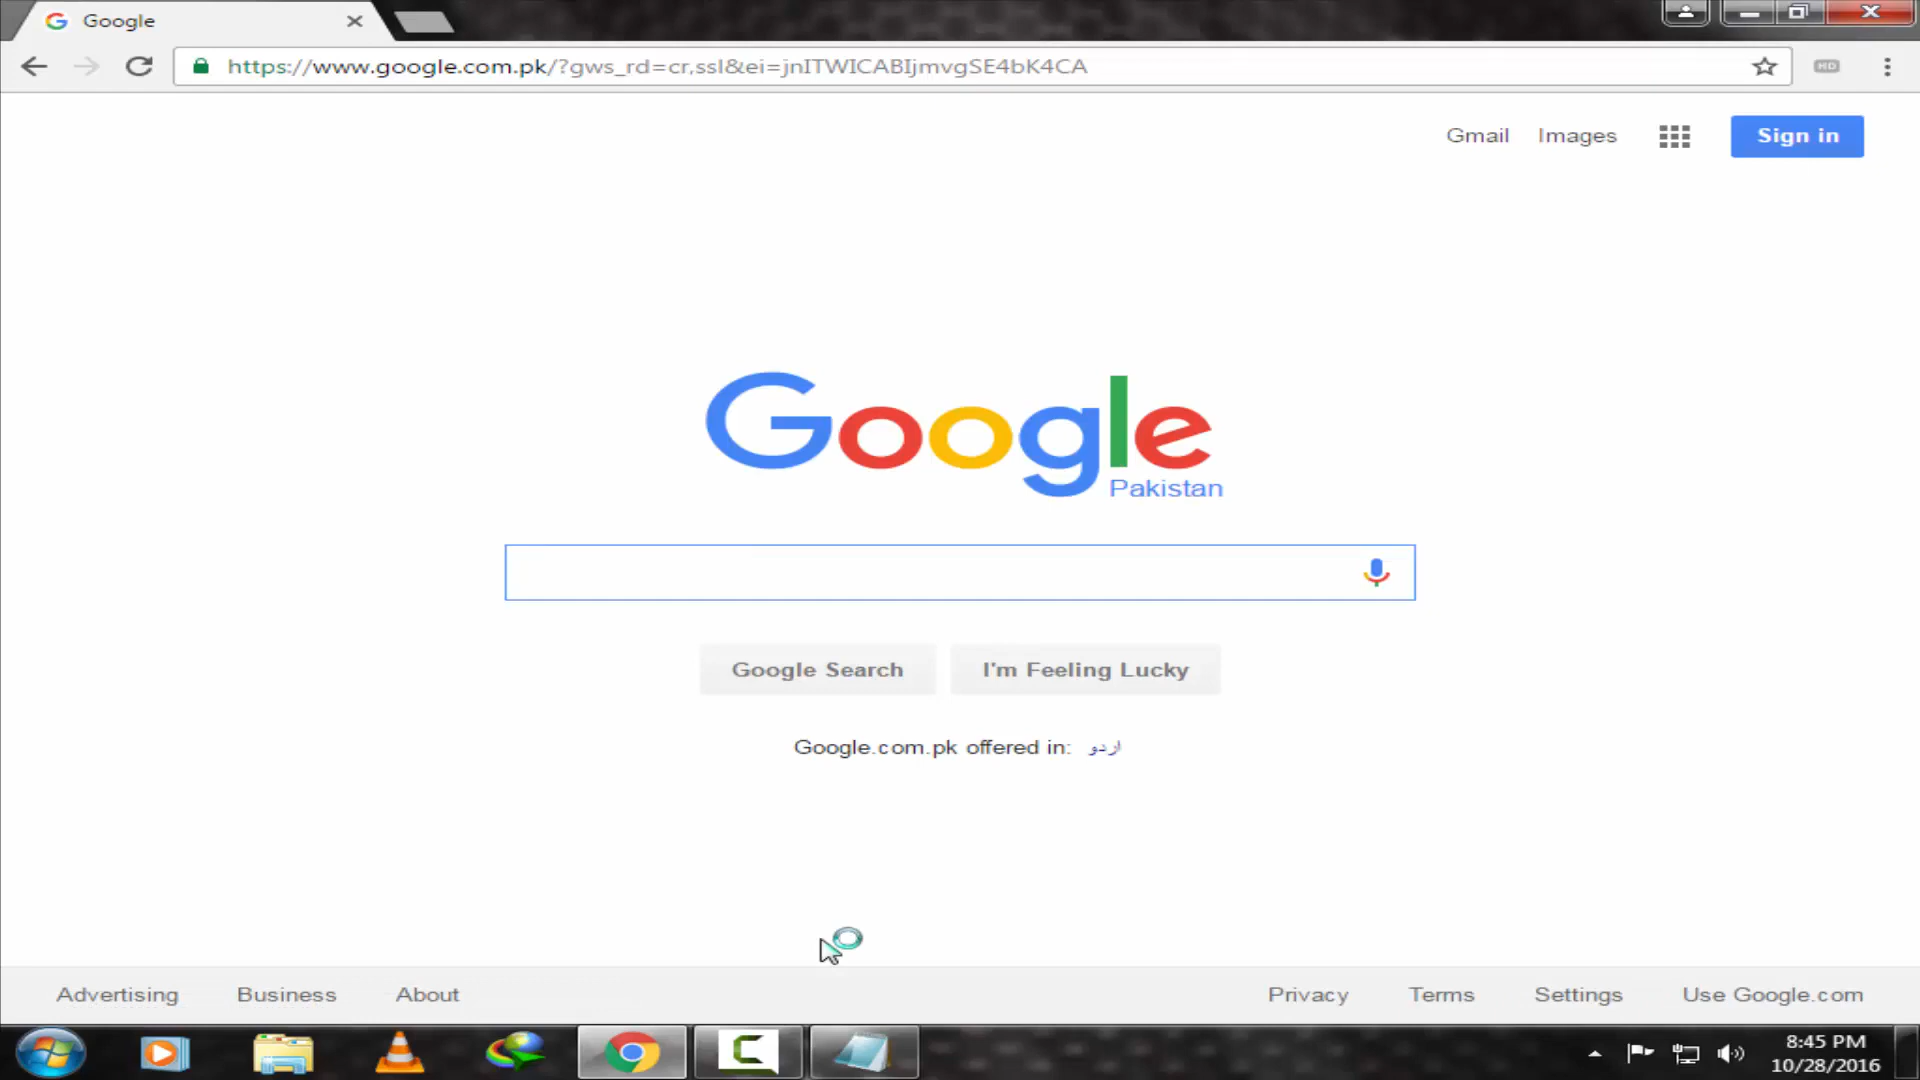 Google
https://www.google.com.pk/?gws_rd=cr,ssl&ei=jnITWICABIjmvgSE4bK4CA
HD
Gmail Images Sign in
Google
Pakistan
Google Search I'm Feeling Lucky
Google.com.pk offered in: اردو
Advertising Business About Privacy Terms Settings Use Google.com
8:45 PM
10/28/2016